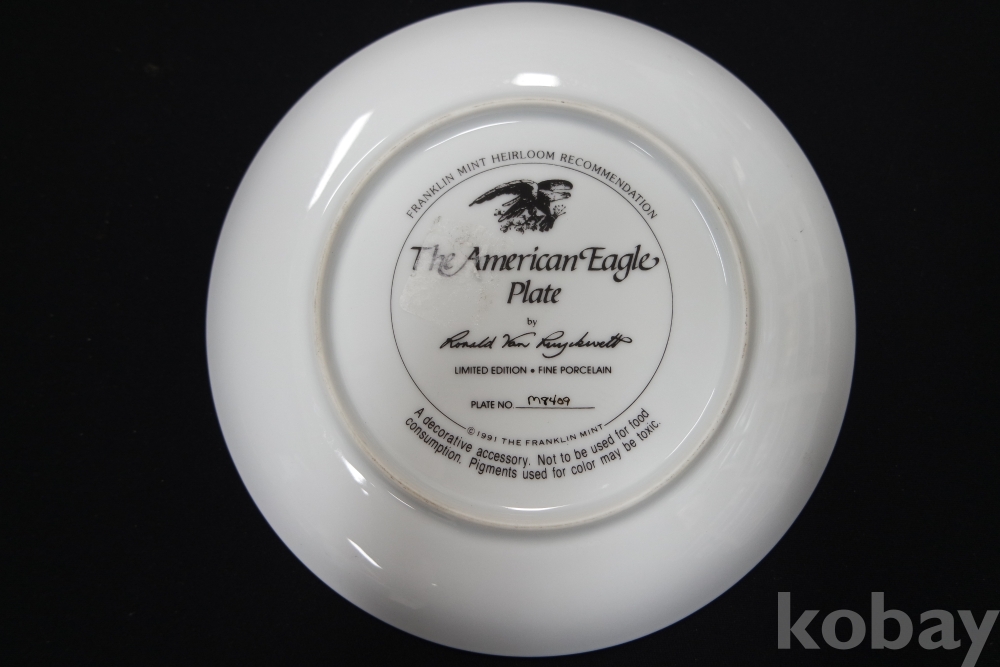 FRANKLIN MINT HEIRLOOM RECOMMENDATION
The American Eagle
Plate
by
Ronald Van Ruyckevelt
LIMITED EDITION • FINE PORCELAIN
PLATE NO M8409
© 1991 THE FRANKLIN MINT
A decorative accessory. Not to be used for food
consumption. Pigments used for color may be toxic.
kobay